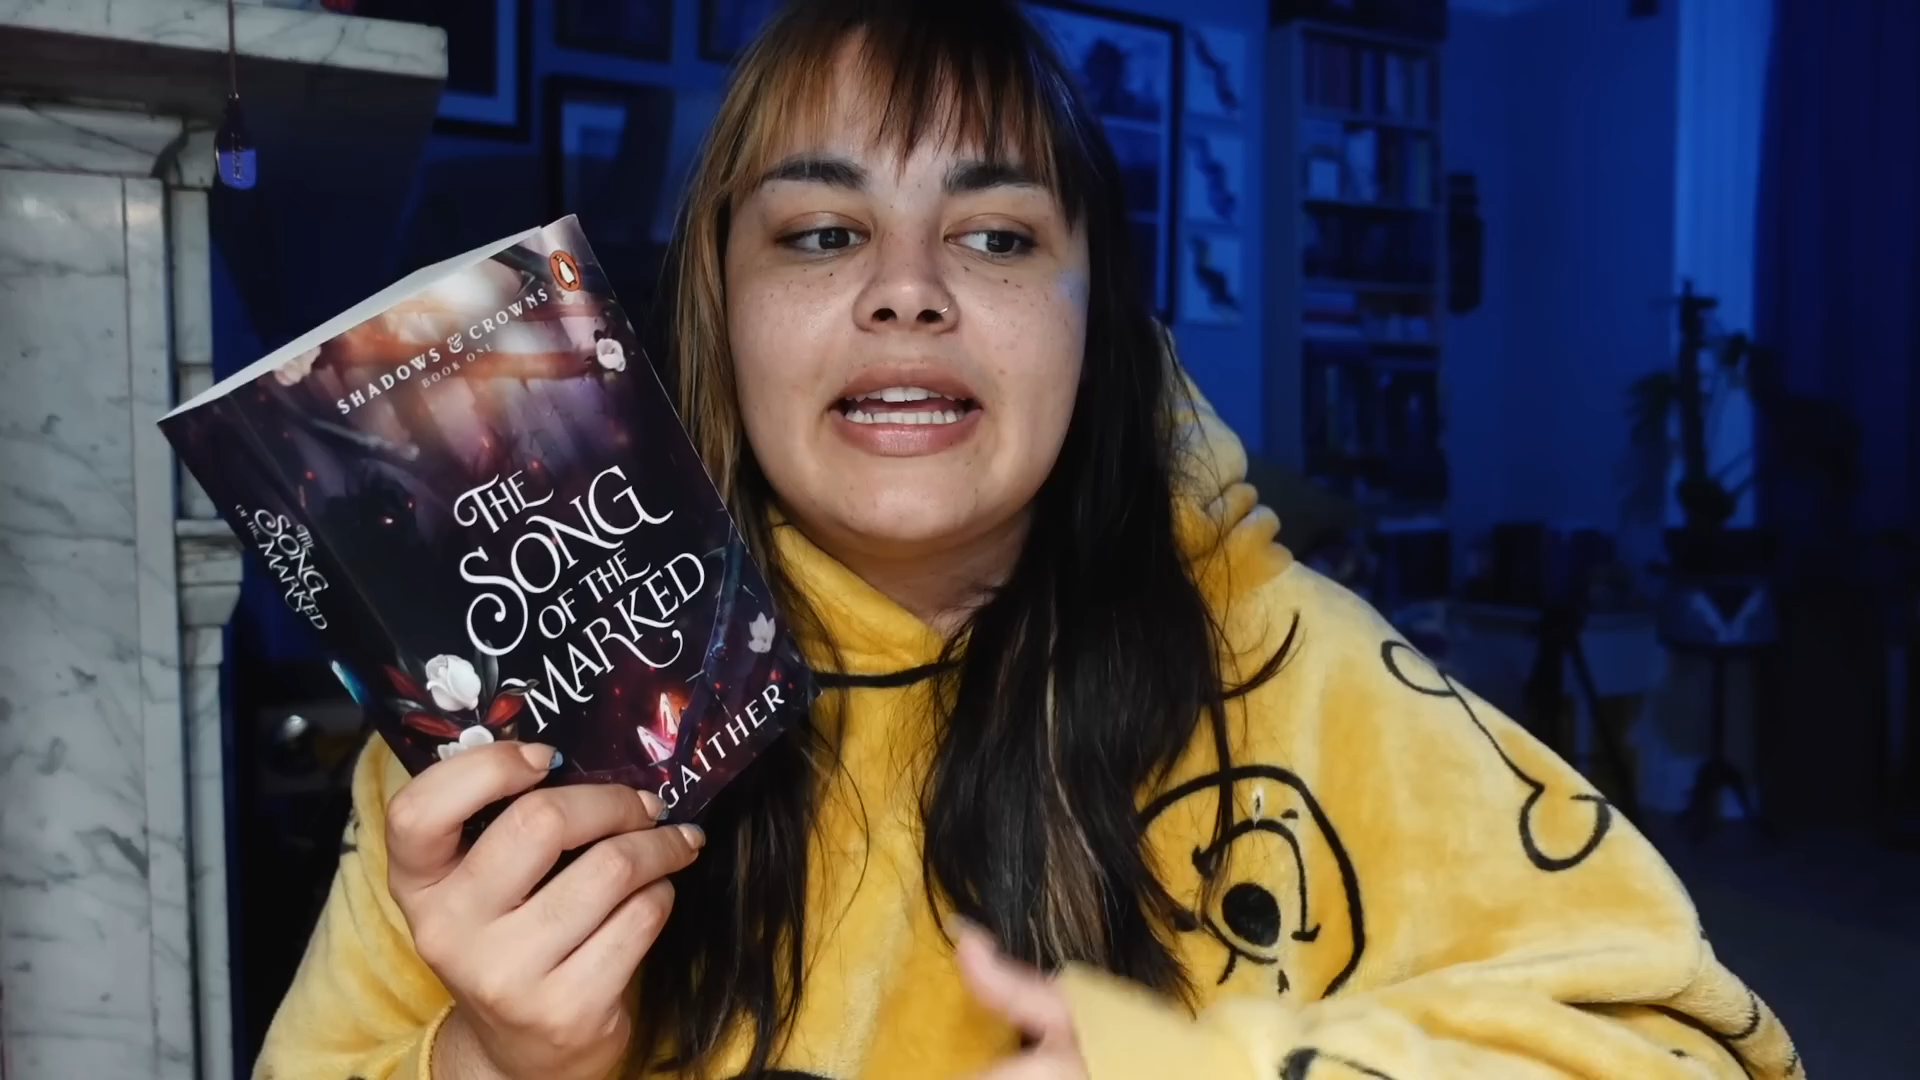 SHADOWS & CROWNS
BOOK ONE
THE
SONG
OF THE
MARKED
GAITHER
THE
SONG
OF THE
MARKED